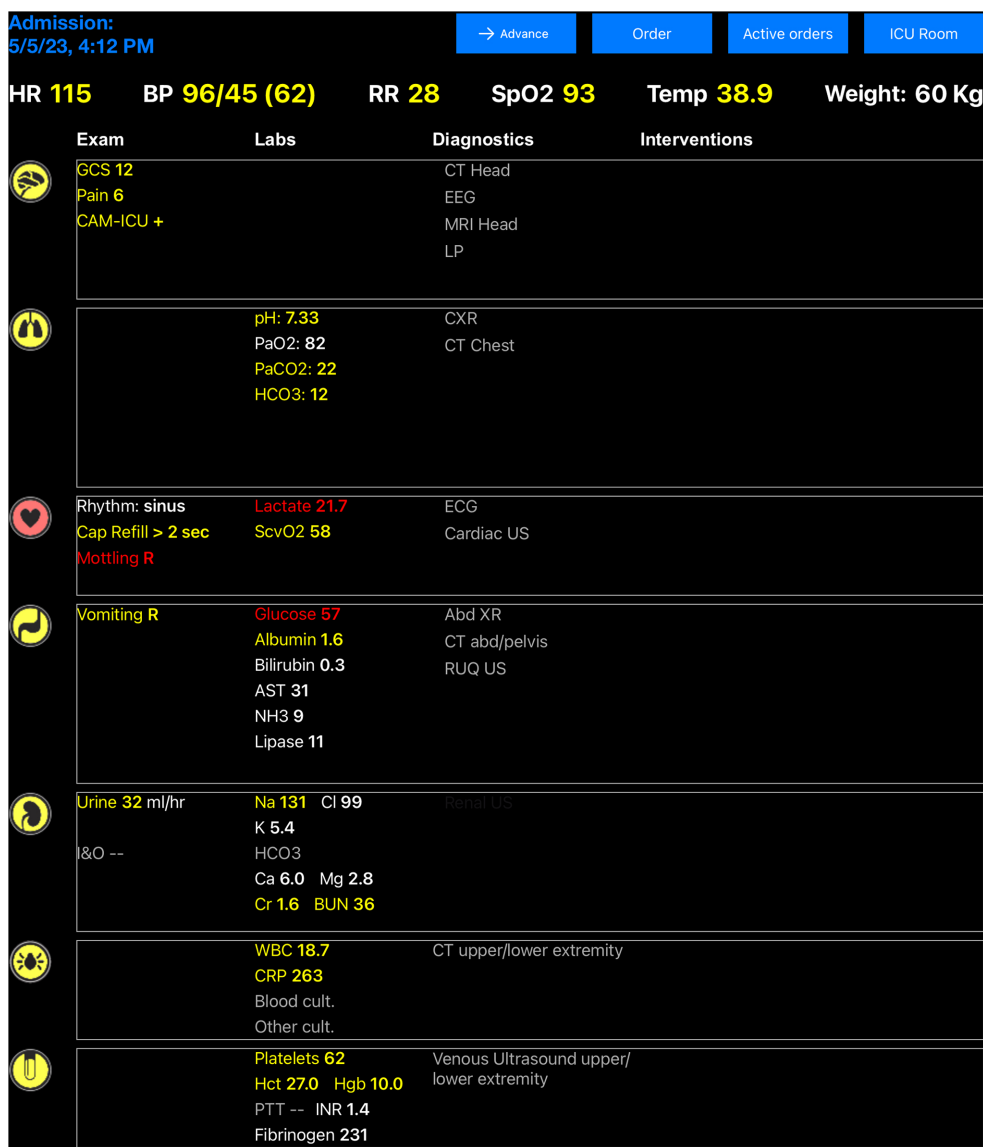 Admission:
5/5/23, 4:12 PM
→ Advance
Order
Active orders
ICU Room
HR 115 BP 96/45 (62) RR 28 SpO2 93 Temp 38.9 Weight: 60 Kg
Exam Labs Diagnostics Interventions
GCS 12
Pain 6
CAM-ICU +
CT Head
EEG
MRI Head
LP
pH: 7.33
PaO2: 82
PaCO2: 22
HCO3: 12
CXR
CT Chest
Rhythm: sinus
Cap Refill > 2 sec
Mottling R
Lactate 21.7
ScvO2 58
ECG
Cardiac US
Vomiting R
Glucose 57
Albumin 1.6
Bilirubin 0.3
AST 31
NH3 9
Lipase 11
Abd XR
CT abd/pelvis
RUQ US
Urine 32 ml/hr
I&O --
Na 131 Cl 99
K 5.4
HCO3
Ca 6.0 Mg 2.8
Cr 1.6 BUN 36
Renal US
WBC 18.7
CRP 263
Blood cult.
Other cult.
CT upper/lower extremity
Platelets 62
Hct 27.0 Hgb 10.0
PTT -- INR 1.4
Fibrinogen 231
Venous Ultrasound upper/
lower extremity